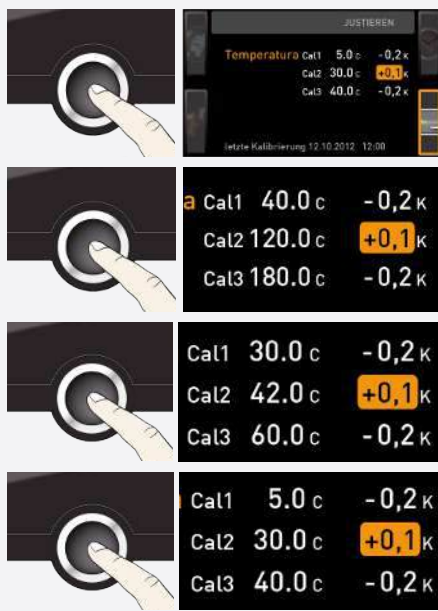 JUSTIEREN
Temperatura Cal1 5.0 c -0,2 K
Cal2 30.0 c +0,1 K
Cal3 40.0 c -0,2 K
letzte Kalibrierung 12.10.2012 12:00
a Cal1 40.0 c -0,2 K
Cal2 120.0 c +0,1 K
Cal3 180.0 c -0,2 K
Cal1 30.0 c -0,2 K
Cal2 42.0 c +0,1 K
Cal3 60.0 c -0,2 K
Cal1 5.0 c -0,2 K
Cal2 30.0 c +0,1 K
Cal3 40.0 c -0,2 K